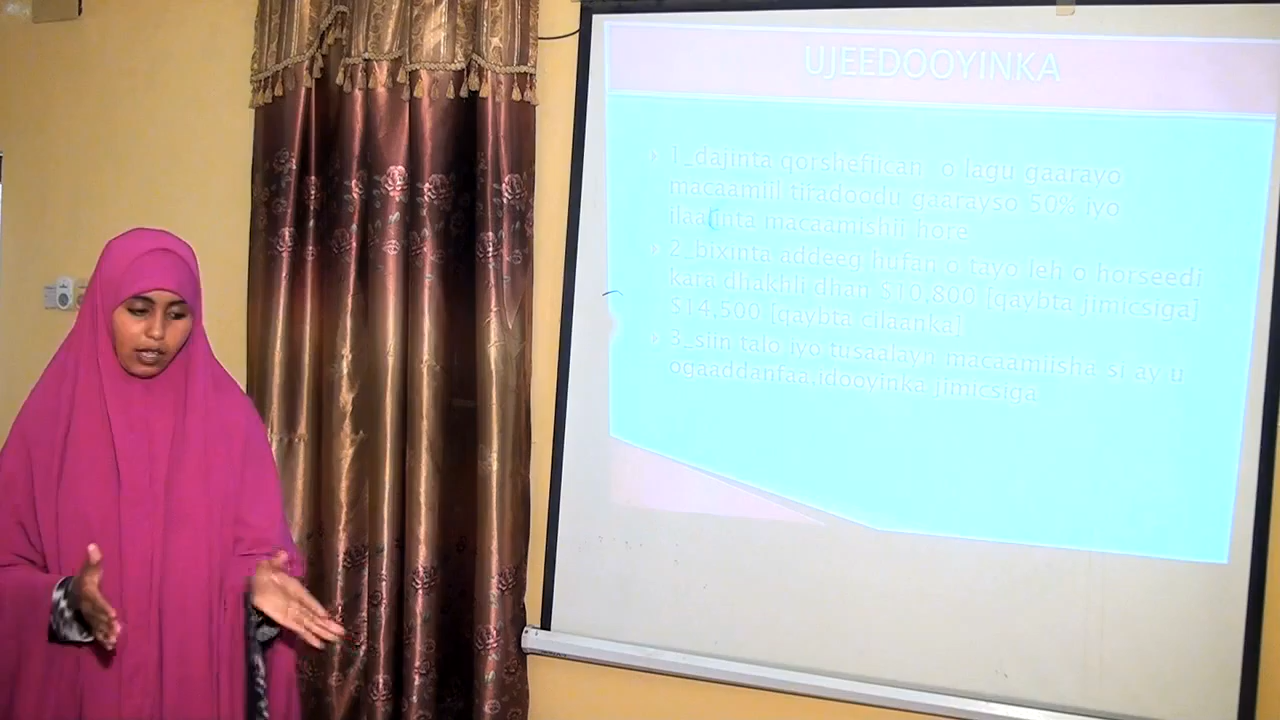 UJEEDOOYINKA
1_dajinta qorshefiican o lagu gaarayo
macaamiil tiradoodu gaarayso 50% iyo
ilaalinta macaamishii hore
2_bixinta addeeg hufan o tayo leh o horseedi
kara dhakhli dhan $10,800 [qaybta jimicsiga]
$14,500 [qaybta cilaanka]
3_siin talo iyo tusaalayn macaamiisha si ay u
ogaaddanfaa,idooyinka jimicsiga